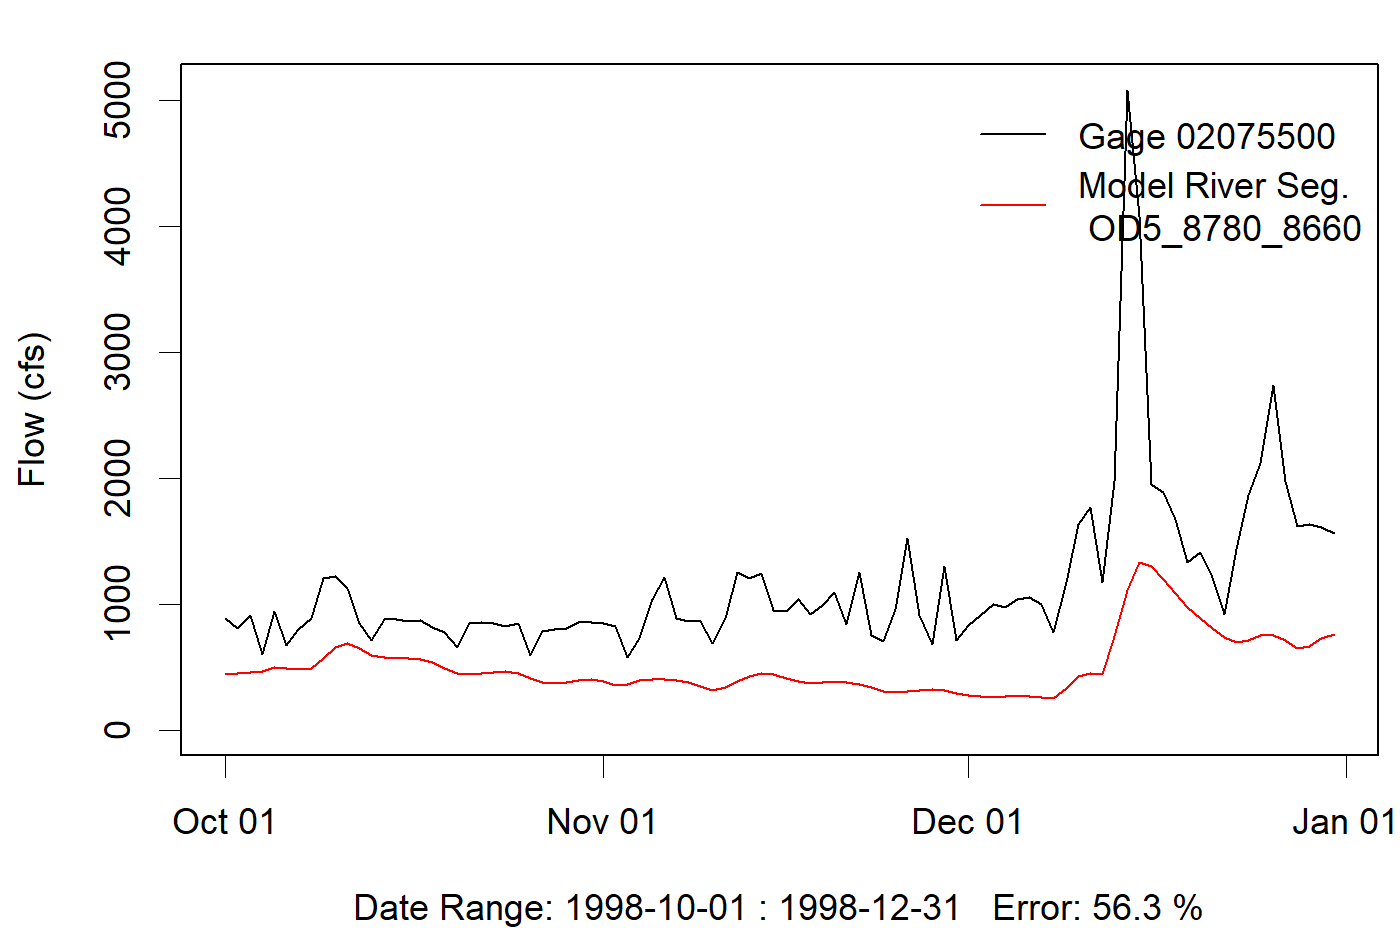 Flow (cfs)
5000
4000
3000
2000
1000
0
Gage 02075500
Model River Seg.
OD5_8780_8660
Oct 01
Nov 01
Dec 01
Jan 01
Date Range: 1998-10-01 : 1998-12-31   Error: 56.3 %